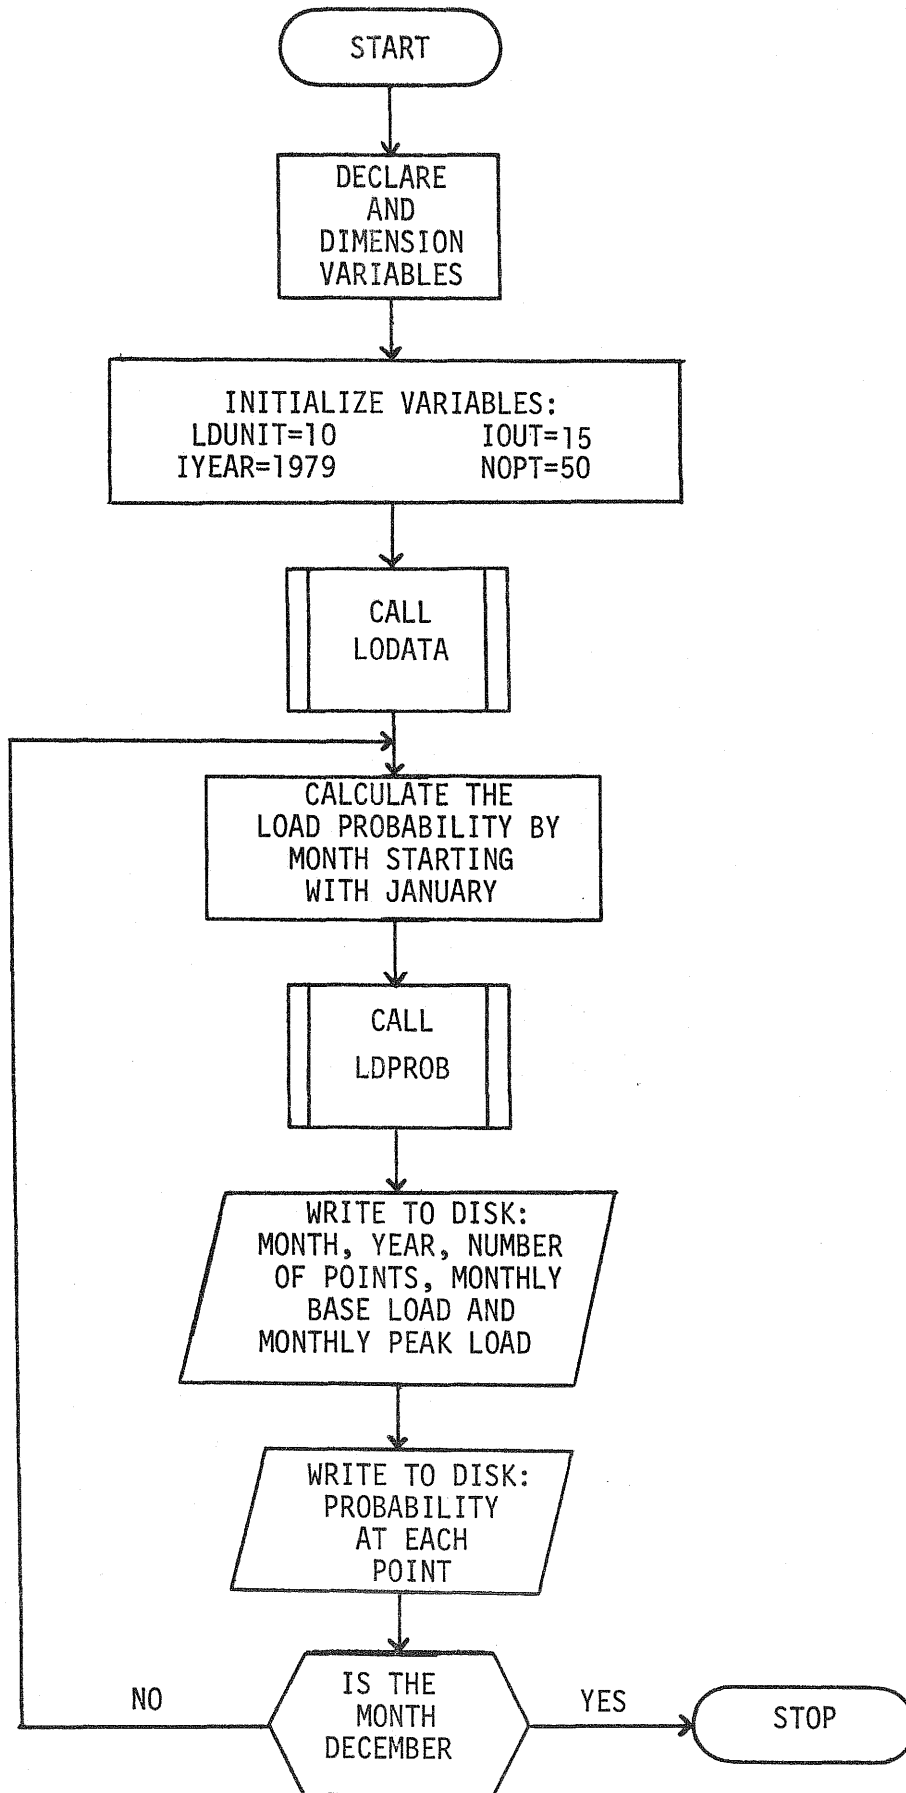 START
DECLARE
AND
DIMENSION
VARIABLES
INITIALIZE VARIABLES:
LDUNIT=10 IOUT=15
IYEAR=1979 NOPT=50
CALL
LODATA
CALCULATE THE
LOAD PROBABILITY BY
MONTH STARTING
WITH JANUARY
CALL
LDPROB
WRITE TO DISK:
MONTH, YEAR, NUMBER
OF POINTS, MONTHLY
BASE LOAD AND
MONTHLY PEAK LOAD
WRITE TO DISK:
PROBABILITY
AT EACH
POINT
IS THE
MONTH
DECEMBER
NO
YES
STOP